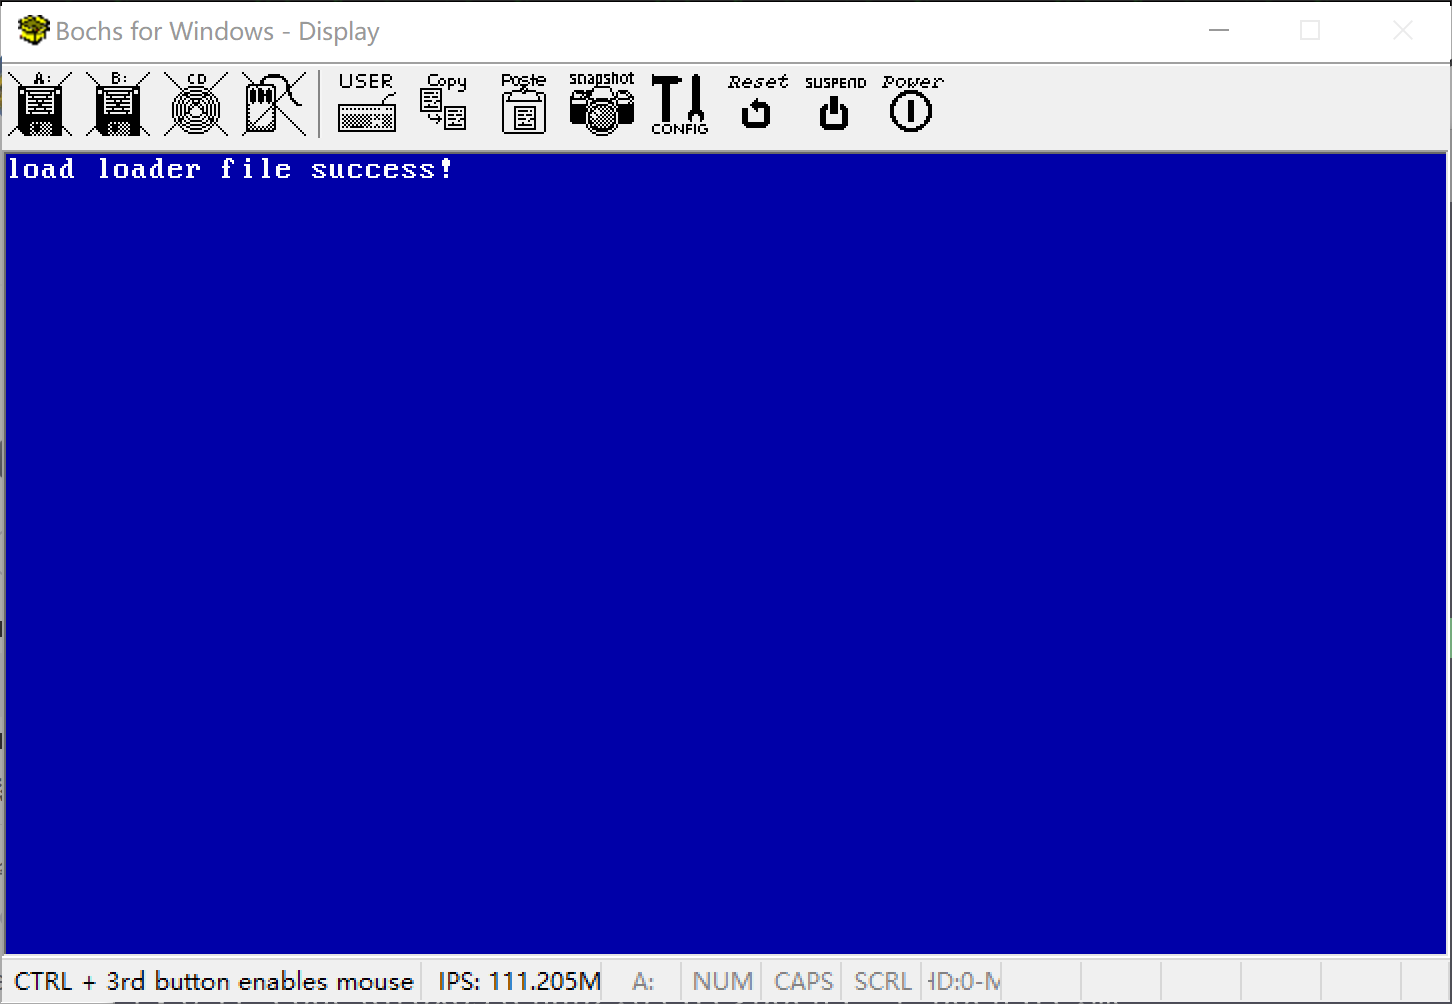 Bochs for Windows - Display
A: B: CD USER Copy Paste snapshot CONFIG Reset SUSPEND Power
load loader file success!
CTRL + 3rd button enables mouse IPS: 111.205M A: NUM CAPS SCRL HD:0-M